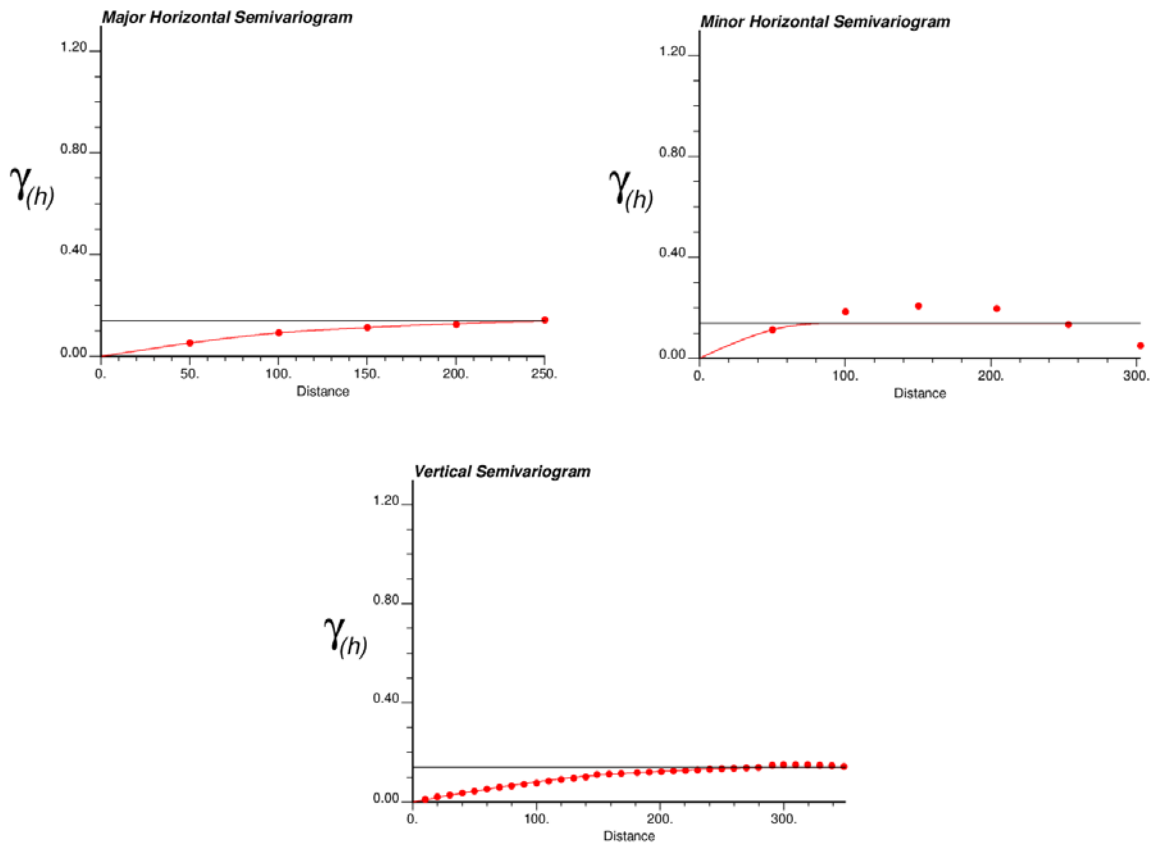 Major Horizontal Semivariogram
1.20
0.80
γ(h)
0.40
0.00
0. 50. 100. 150. 200. 250.
Distance
Minor Horizontal Semivariogram
1.20
0.80
γ(h)
0.40
0.00
0. 100. 200. 300.
Distance
Vertical Semivariogram
1.20
0.80
γ(h)
0.40
0.00
0. 100. 200. 300.
Distance